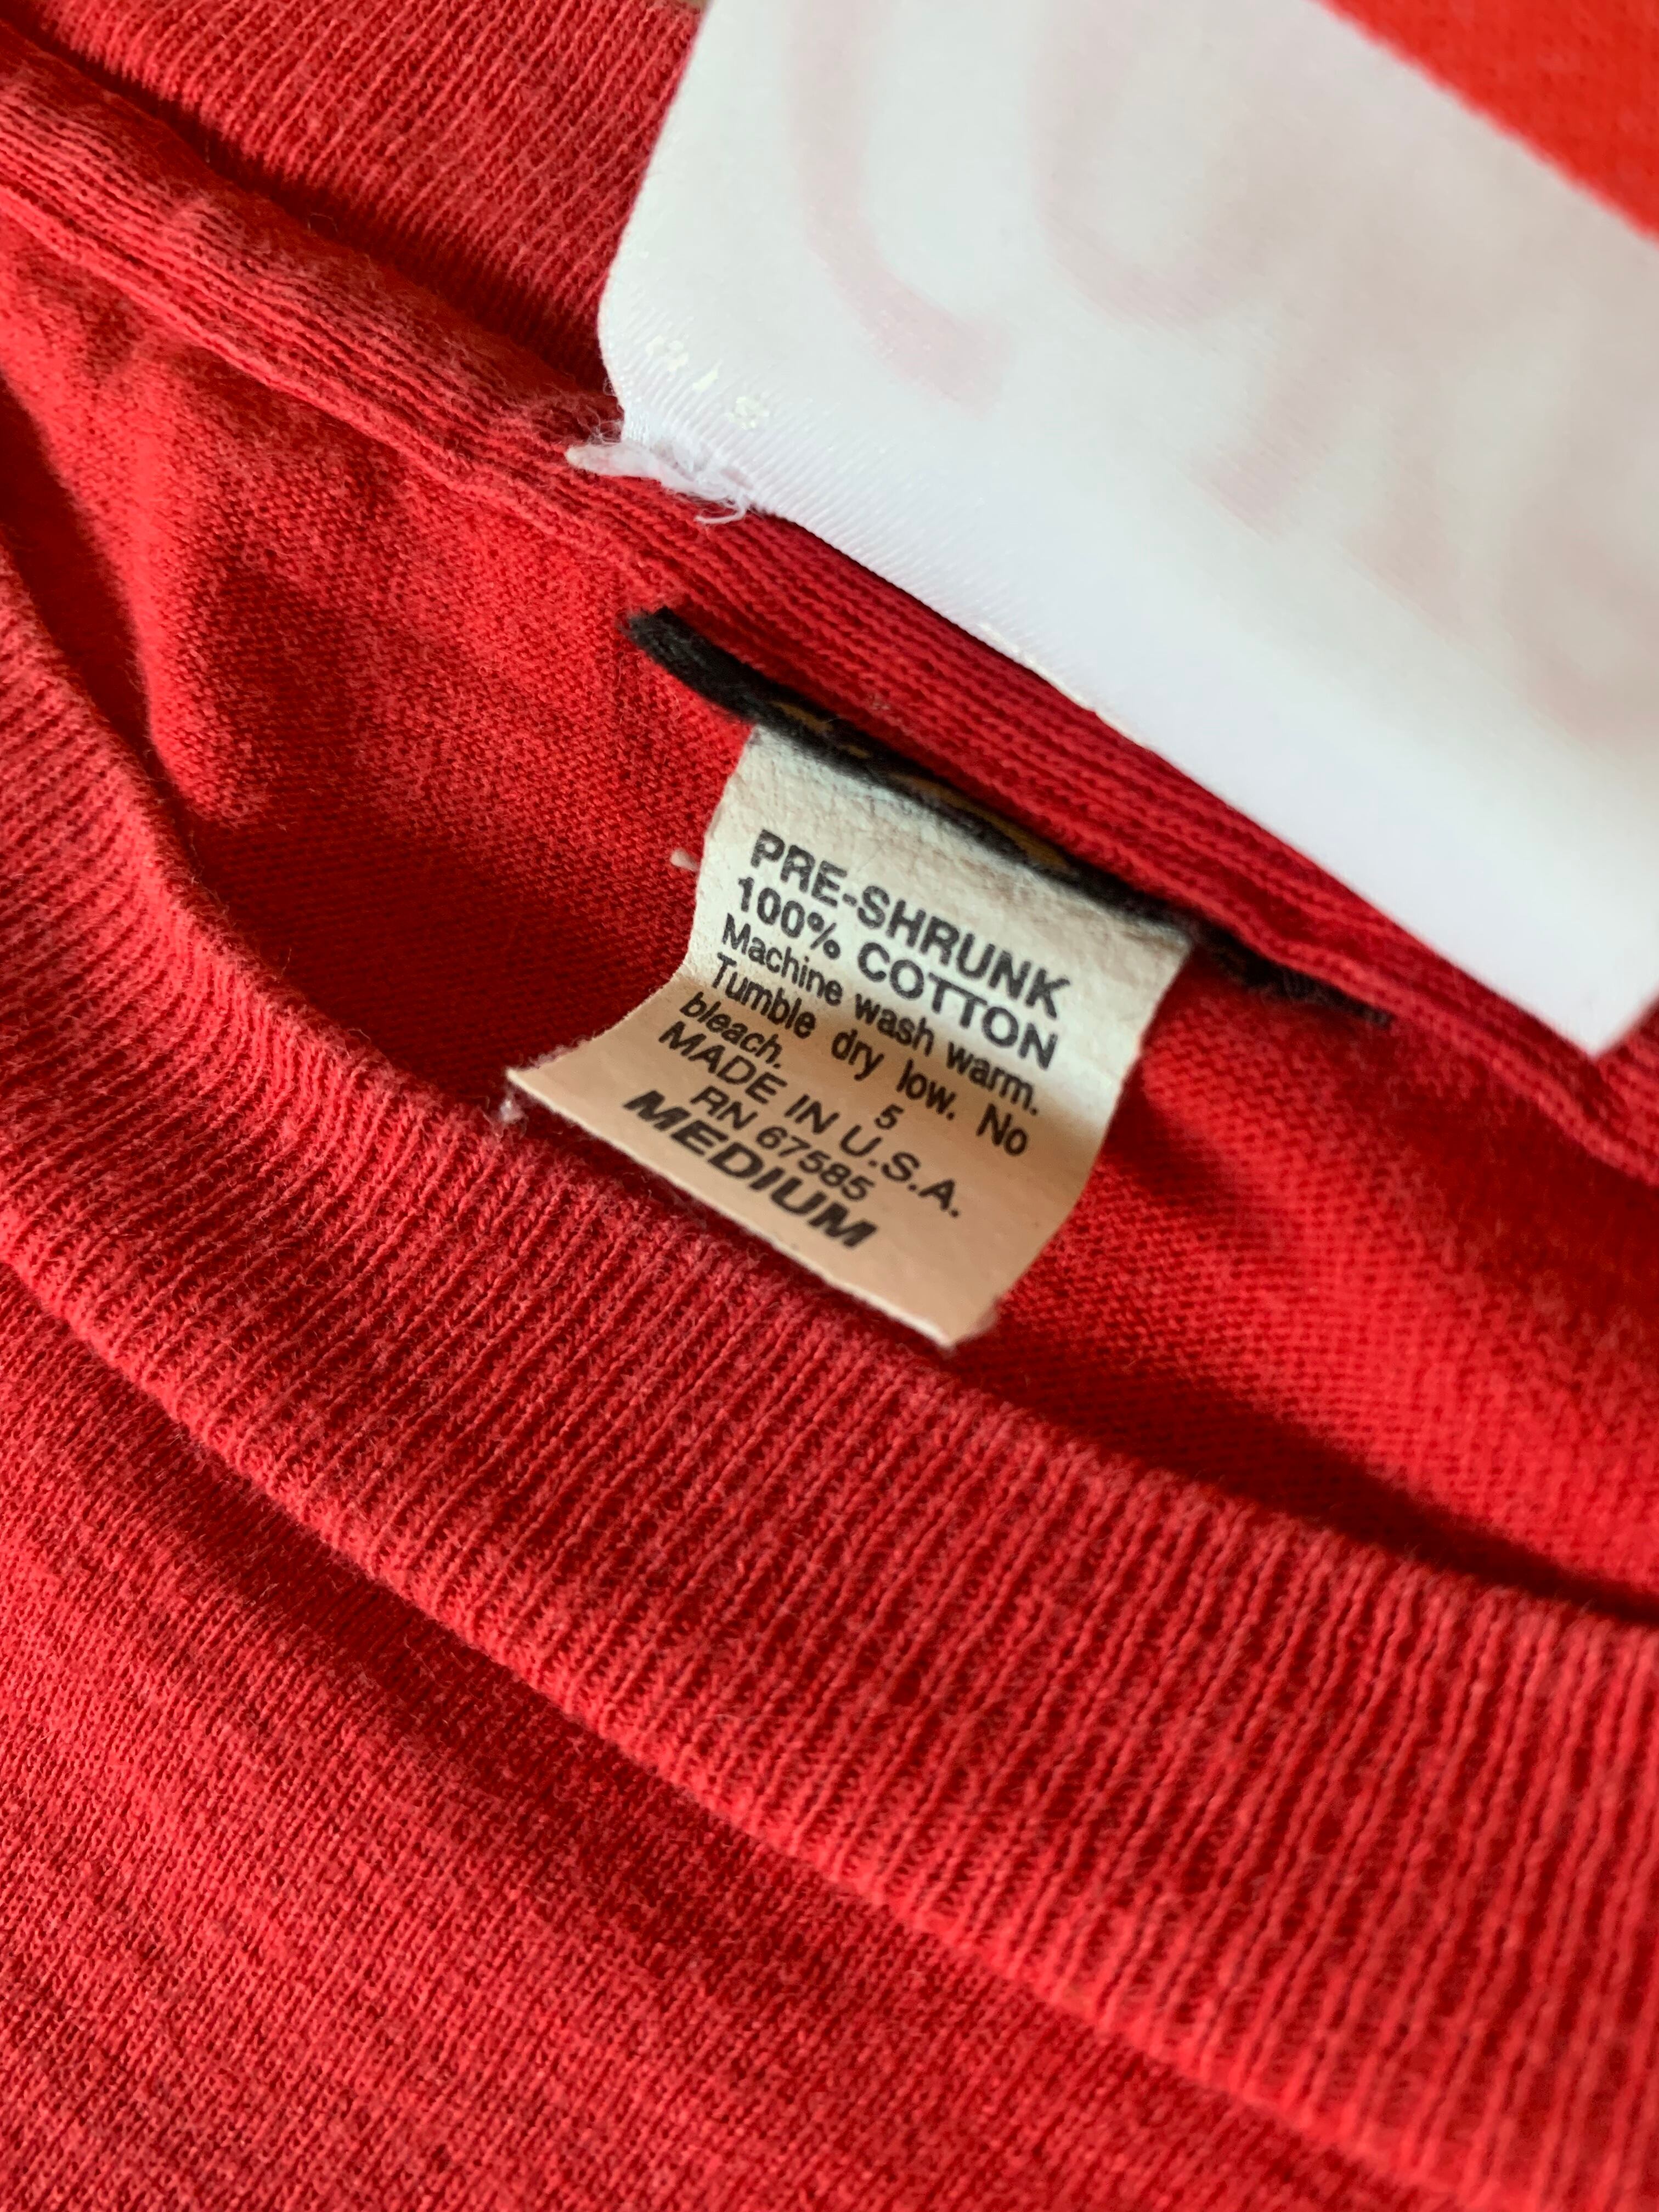 PRE-SHRUNK
100% COTTON
Machine wash warm.
Tumble dry low. No
bleach. 5
MADE IN U.S.A.
RN 67585
MEDIUM